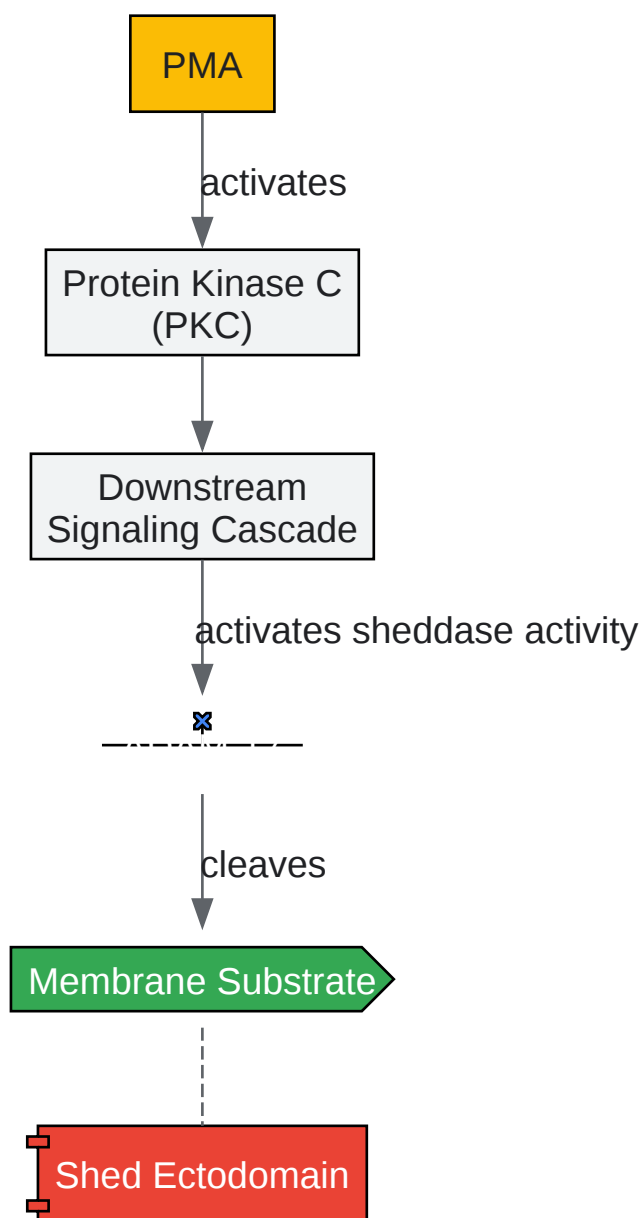 PMA
activates
Protein Kinase C
(PKC)
Downstream
Signaling Cascade
activates sheddase activity
cleaves
Membrane Substrate
Shed Ectodomain